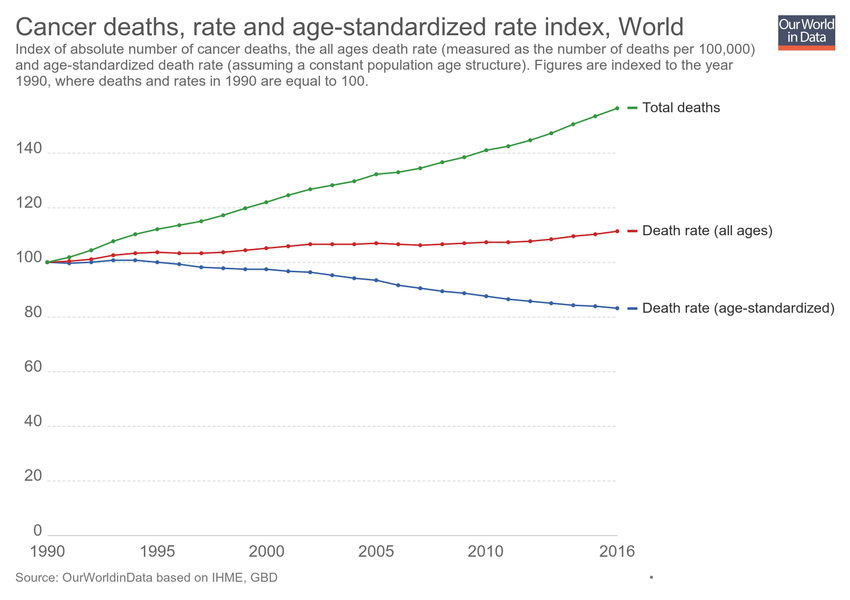 Cancer deaths, rate and age-standardized rate index, World
Our World
in Data
Index of absolute number of cancer deaths, the all ages death rate (measured as the number of deaths per 100,000)
and age-standardized death rate (assuming a constant population age structure). Figures are indexed to the year
1990, where deaths and rates in 1990 are equal to 100.
Total deaths
140
120
Death rate (all ages)
100
80
Death rate (age-standardized)
60
40
20
0
1990 1995 2000 2005 2010 2016
Source: OurWorldinData based on IHME, GBD